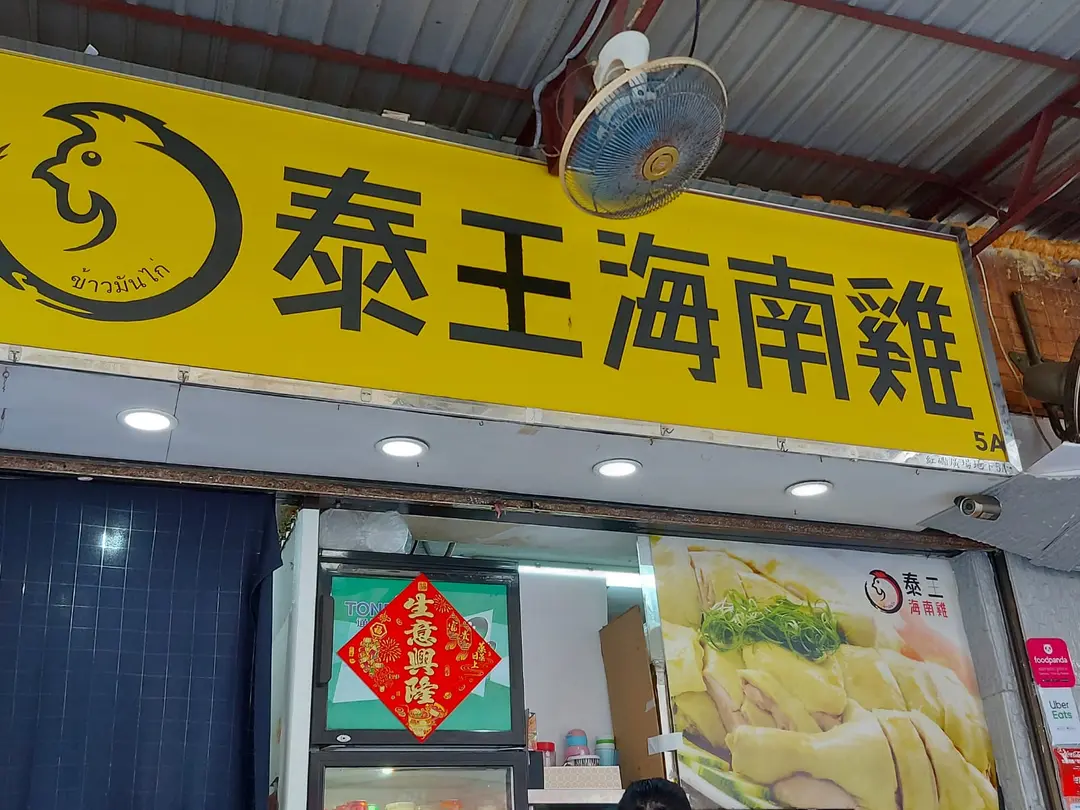 ข้าวมันไก่
泰王海南雞
5A
生意興隆
泰王
海南雞
foodpanda
Uber
Eats